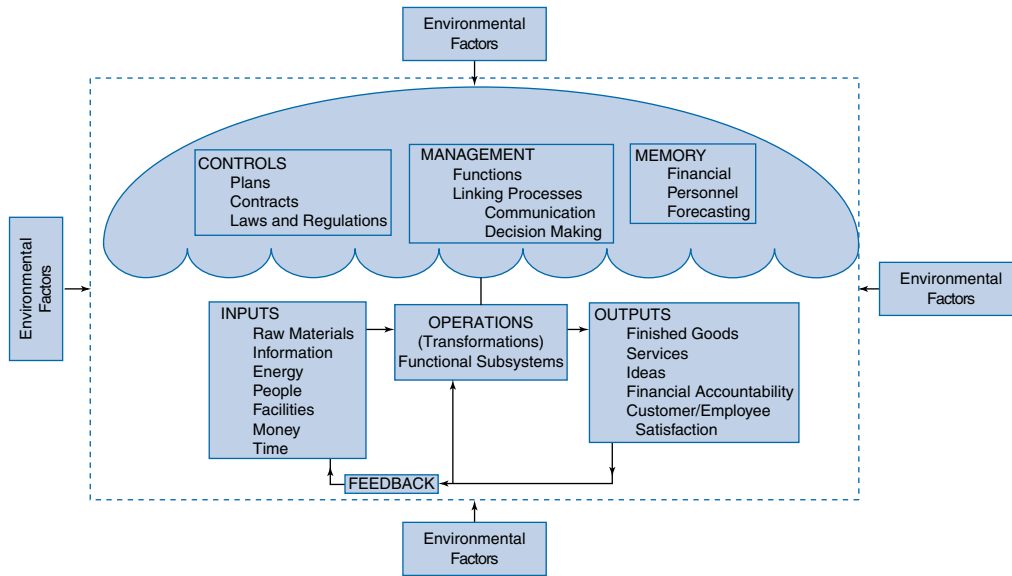 Environmental
Factors
CONTROLS
Plans
Contracts
Laws and Regulations
MANAGEMENT
Functions
Linking Processes
Communication
Decision Making
MEMORY
Financial
Personnel
Forecasting
Environmental
Factors
Environmental
Factors
INPUTS
Raw Materials
Information
Energy
People
Facilities
Money
Time
OPERATIONS
(Transformations)
Functional Subsystems
OUTPUTS
Finished Goods
Services
Ideas
Financial Accountability
Customer/Employee
Satisfaction
FEEDBACK
Environmental
Factors